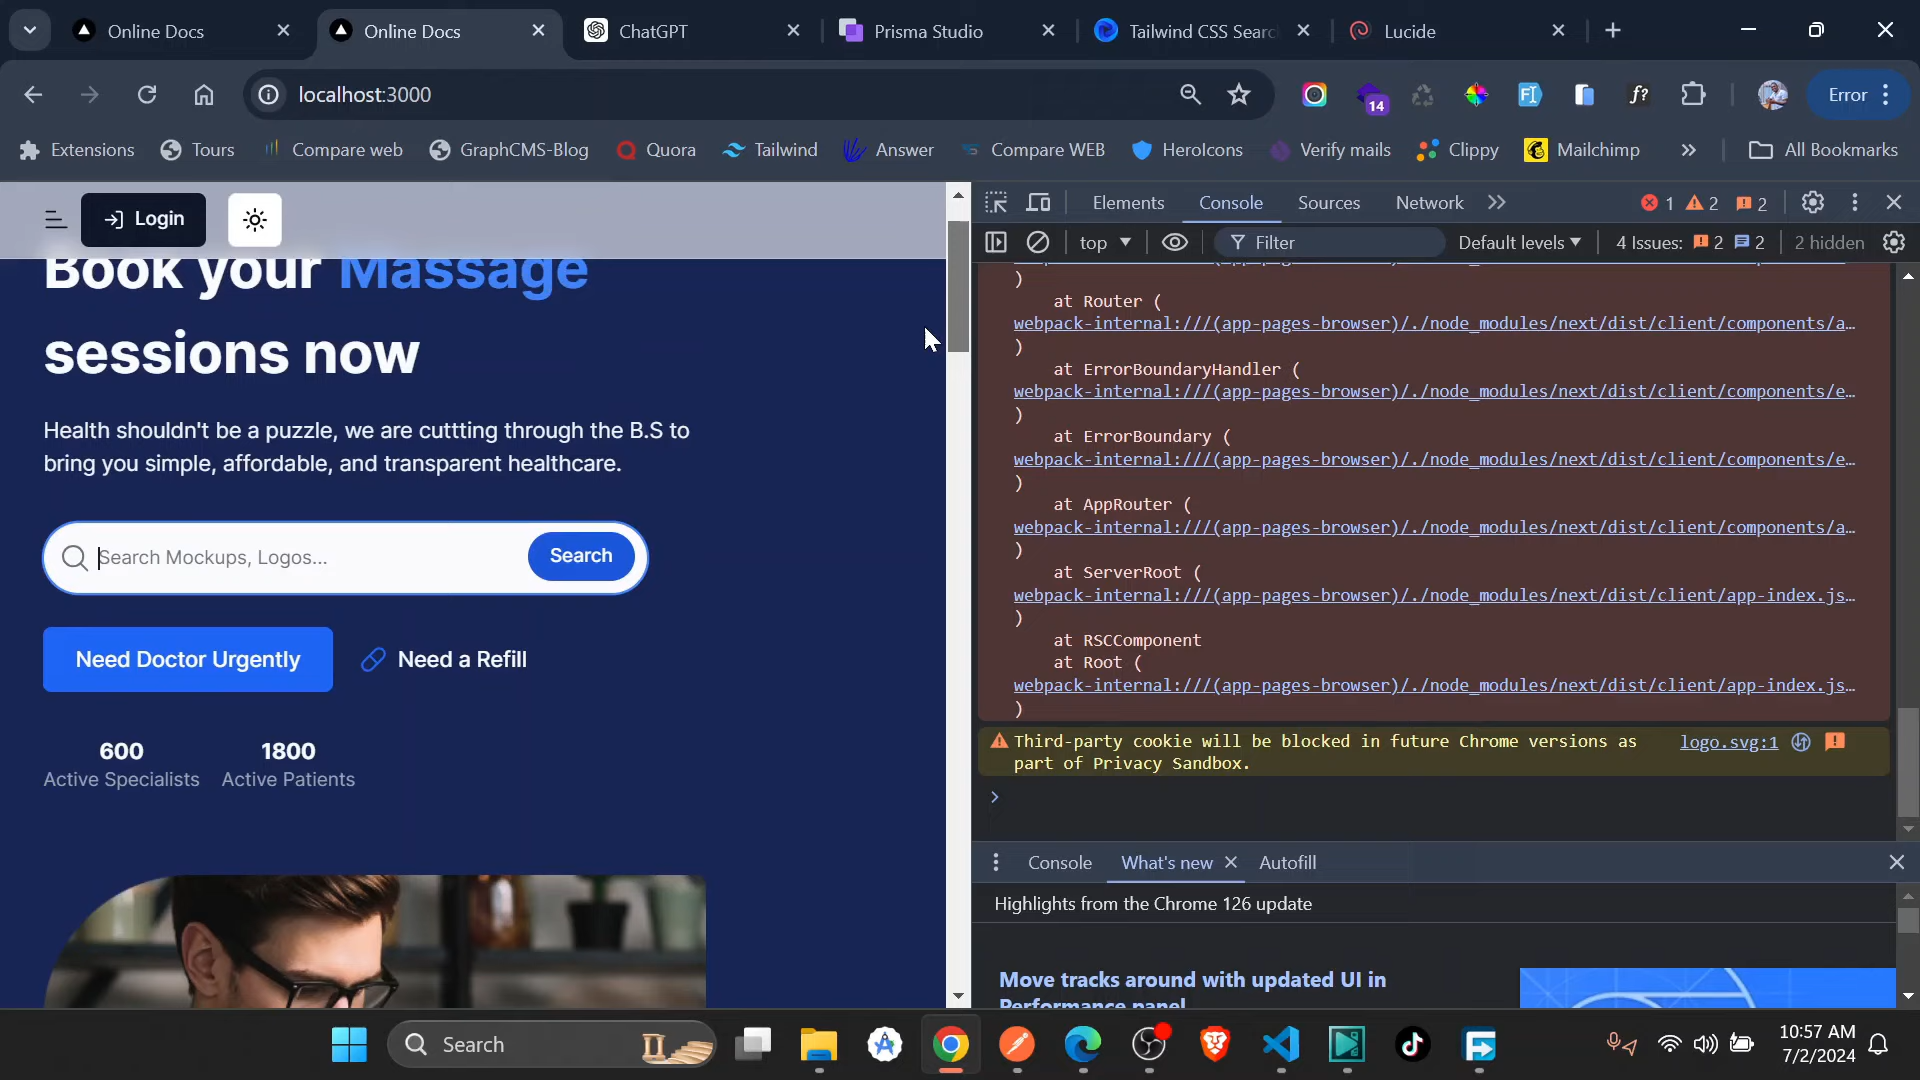 Online Docs
Online Docs
ChatGPT
Prisma Studio
Tailwind CSS Searc
Lucide
localhost:3000
14
Error
Extensions
Tours
Compare web
GraphCMS-Blog
Quora
Tailwind
Answer
Compare WEB
HeroIcons
Verify mails
Clippy
Mailchimp
All Bookmarks
Login
Book your Massage
sessions now
Health shouldn't be a puzzle, we are cuttting through the B.S to
bring you simple, affordable, and transparent healthcare.
Search Mockups, Logos...
Search
Need Doctor Urgently
Need a Refill
600
1800
Active Specialists
Active Patients
Elements
Console
Sources
Network
1
2
2
top
Filter
Default levels
4 Issues:
2
2
2 hidden
)
at Router (
webpack-internal:///(app-pages-browser)/./node_modules/next/dist/client/components/a…
)
at ErrorBoundaryHandler (
webpack-internal:///(app-pages-browser)/./node_modules/next/dist/client/components/e…
)
at ErrorBoundary (
webpack-internal:///(app-pages-browser)/./node_modules/next/dist/client/components/e…
)
at AppRouter (
webpack-internal:///(app-pages-browser)/./node_modules/next/dist/client/components/a…
)
at ServerRoot (
webpack-internal:///(app-pages-browser)/./node_modules/next/dist/client/app-index.js…
)
at RSCComponent
at Root (
webpack-internal:///(app-pages-browser)/./node_modules/next/dist/client/app-index.js…
)
Third-party cookie will be blocked in future Chrome versions as
part of Privacy Sandbox.
logo.svg:1
Console
What's new
Autofill
Highlights from the Chrome 126 update
Move tracks around with updated UI in
Performance panel
Search
10:57 AM
7/2/2024